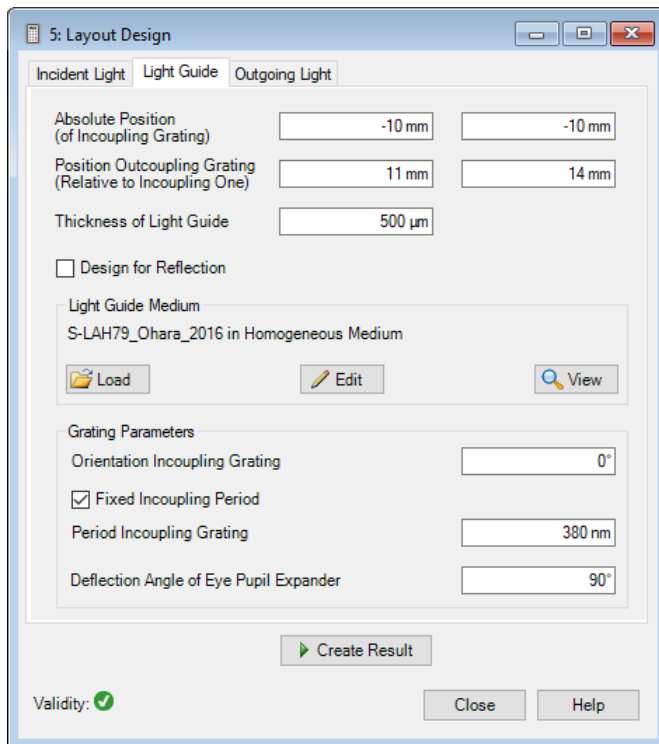 5: Layout Design
Incident Light Light Guide Outgoing Light
Absolute Position
(of Incoupling Grating)
-10 mm -10 mm
Position Outcoupling Grating
(Relative to Incoupling One)
11 mm 14 mm
Thickness of Light Guide 500 µm
Design for Reflection
Light Guide Medium
S-LAH79_Ohara_2016 in Homogeneous Medium
Load Edit View
Grating Parameters
Orientation Incoupling Grating 0°
Fixed Incoupling Period
Period Incoupling Grating 380 nm
Deflection Angle of Eye Pupil Expander 90°
Create Result
Validity: Close Help